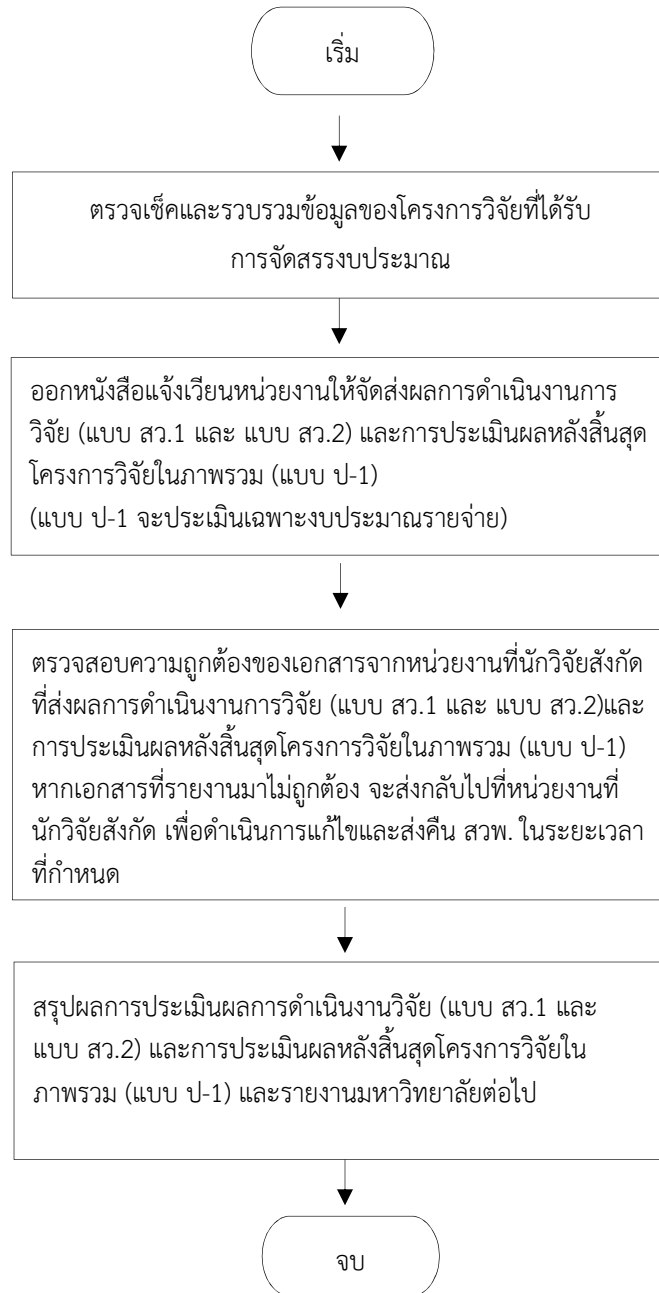 เริ่ม
ตรวจเช็คและรวบรวมข้อมูลของโครงการวิจัยที่ได้รับ
การจัดสรรงบประมาณ
ออกหนังสือแจ้งเวียนหน่วยงานให้จัดส่งผลการดำเนินงานการ
วิจัย (แบบ สว.1 และ แบบ สว.2) และการประเมินผลหลังสิ้นสุด
โครงการวิจัยในภาพรวม (แบบ ป-1)
(แบบ ป-1 จะประเมินเฉพาะงบประมาณรายจ่าย)
ตรวจสอบความถูกต้องของเอกสารจากหน่วยงานที่นักวิจัยสังกัด
ที่ส่งผลการดำเนินงานการวิจัย (แบบ สว.1 และ แบบ สว.2)และ
การประเมินผลหลังสิ้นสุดโครงการวิจัยในภาพรวม (แบบ ป-1)
หากเอกสารที่รายงานมาไม่ถูกต้อง จะส่งกลับไปที่หน่วยงานที่
นักวิจัยสังกัด เพื่อดำเนินการแก้ไขและส่งคืน สวพ. ในระยะเวลา
ที่กำหนด
สรุปผลการประเมินผลการดำเนินงานวิจัย (แบบ สว.1 และ
แบบ สว.2) และการประเมินผลหลังสิ้นสุดโครงการวิจัยใน
ภาพรวม (แบบ ป-1) และรายงานมหาวิทยาลัยต่อไป
จบ